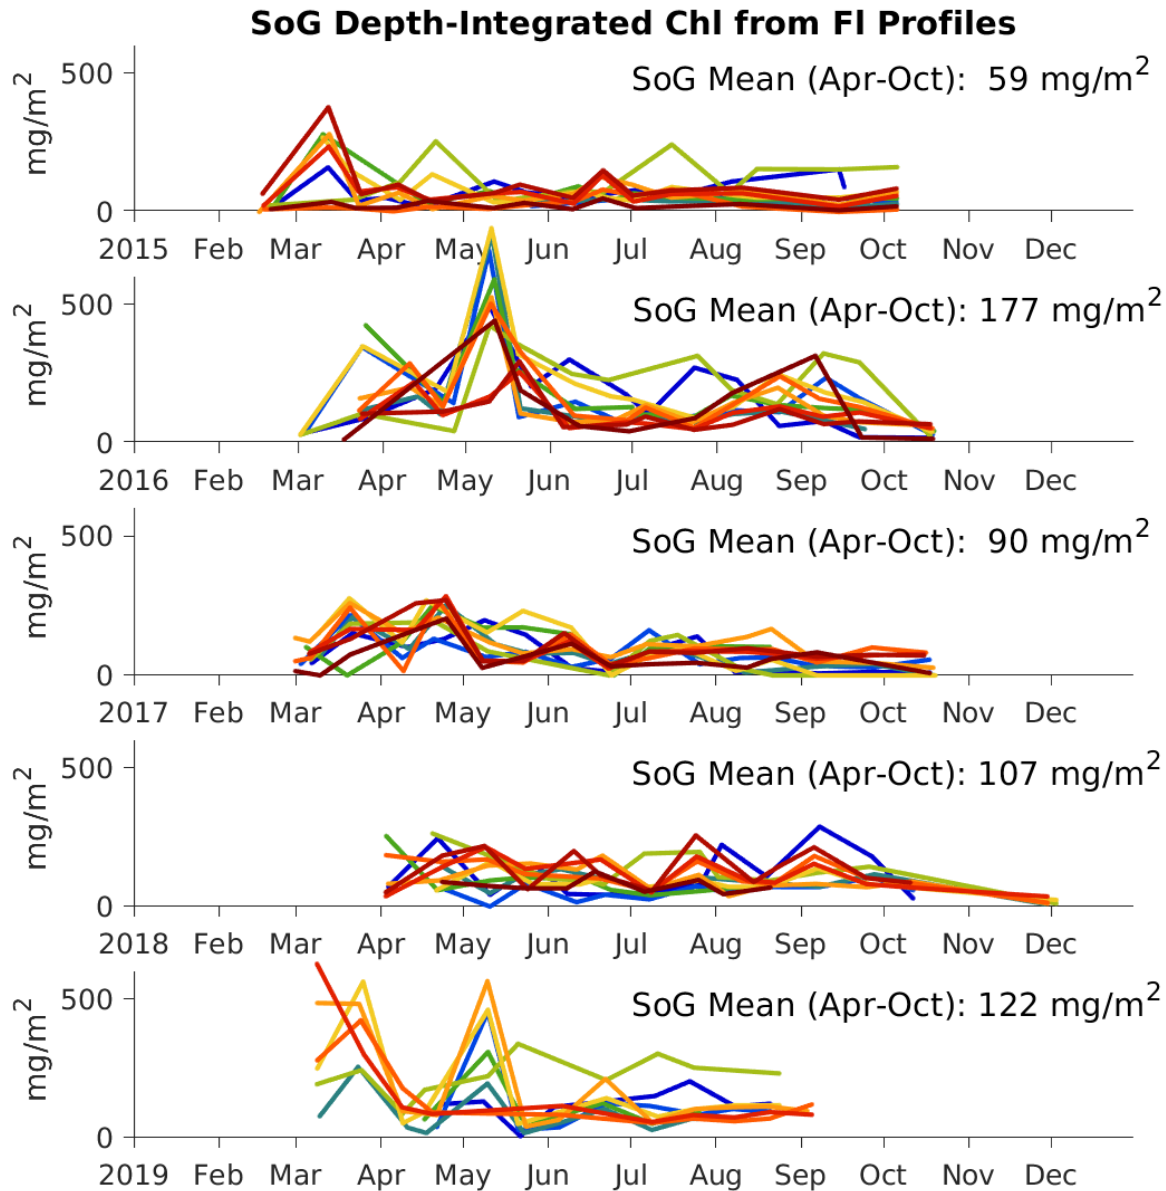 SoG Depth-Integrated Chl from Fl Profiles
SoG Mean (Apr-Oct): 59 mg/m²
mg/m²
500
0
2015 Feb Mar Apr May Jun Jul Aug Sep Oct Nov Dec
SoG Mean (Apr-Oct): 177 mg/m²
mg/m²
500
0
2016 Feb Mar Apr May Jun Jul Aug Sep Oct Nov Dec
SoG Mean (Apr-Oct): 90 mg/m²
mg/m²
500
0
2017 Feb Mar Apr May Jun Jul Aug Sep Oct Nov Dec
SoG Mean (Apr-Oct): 107 mg/m²
mg/m²
500
0
2018 Feb Mar Apr May Jun Jul Aug Sep Oct Nov Dec
SoG Mean (Apr-Oct): 122 mg/m²
mg/m²
500
0
2019 Feb Mar Apr May Jun Jul Aug Sep Oct Nov Dec